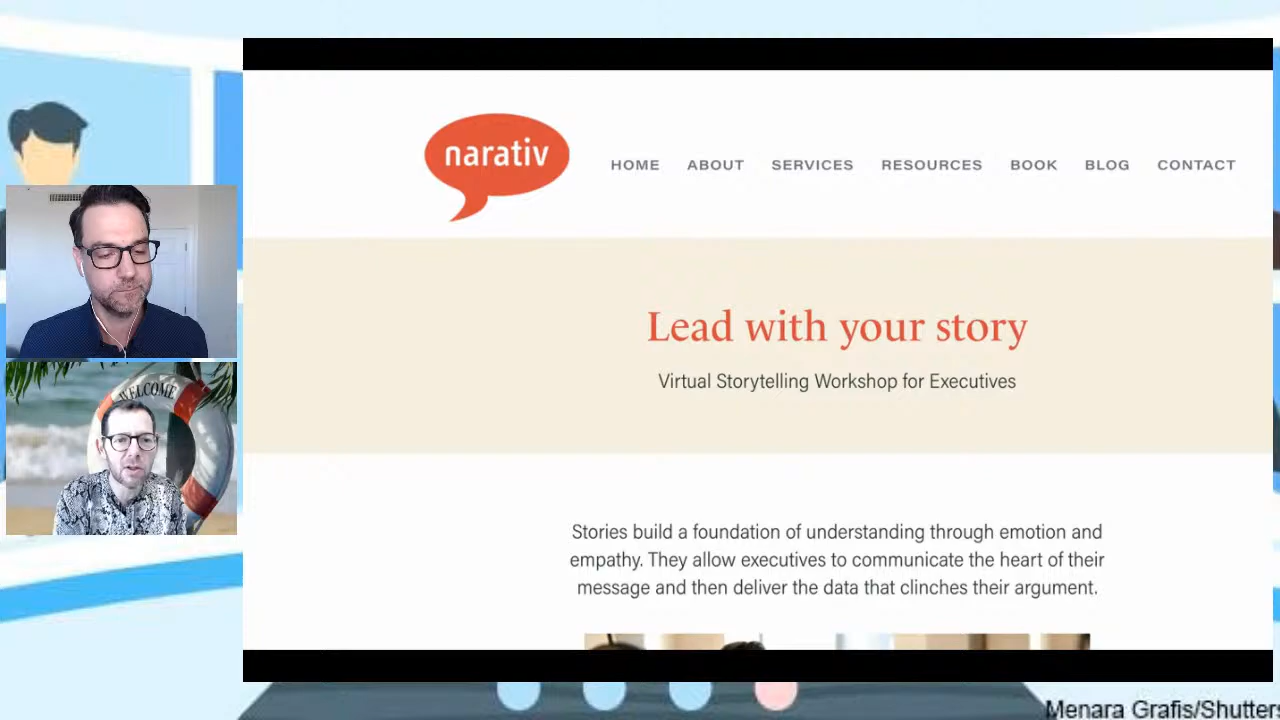 narativ
HOME ABOUT SERVICES RESOURCES BOOK BLOG CONTACT
Lead with your story
Virtual Storytelling Workshop for Executives
WELCOME
Stories build a foundation of understanding through emotion and
empathy. They allow executives to communicate the heart of their
message and then deliver the data that clinches their argument.
Menara Grafis/Shutters